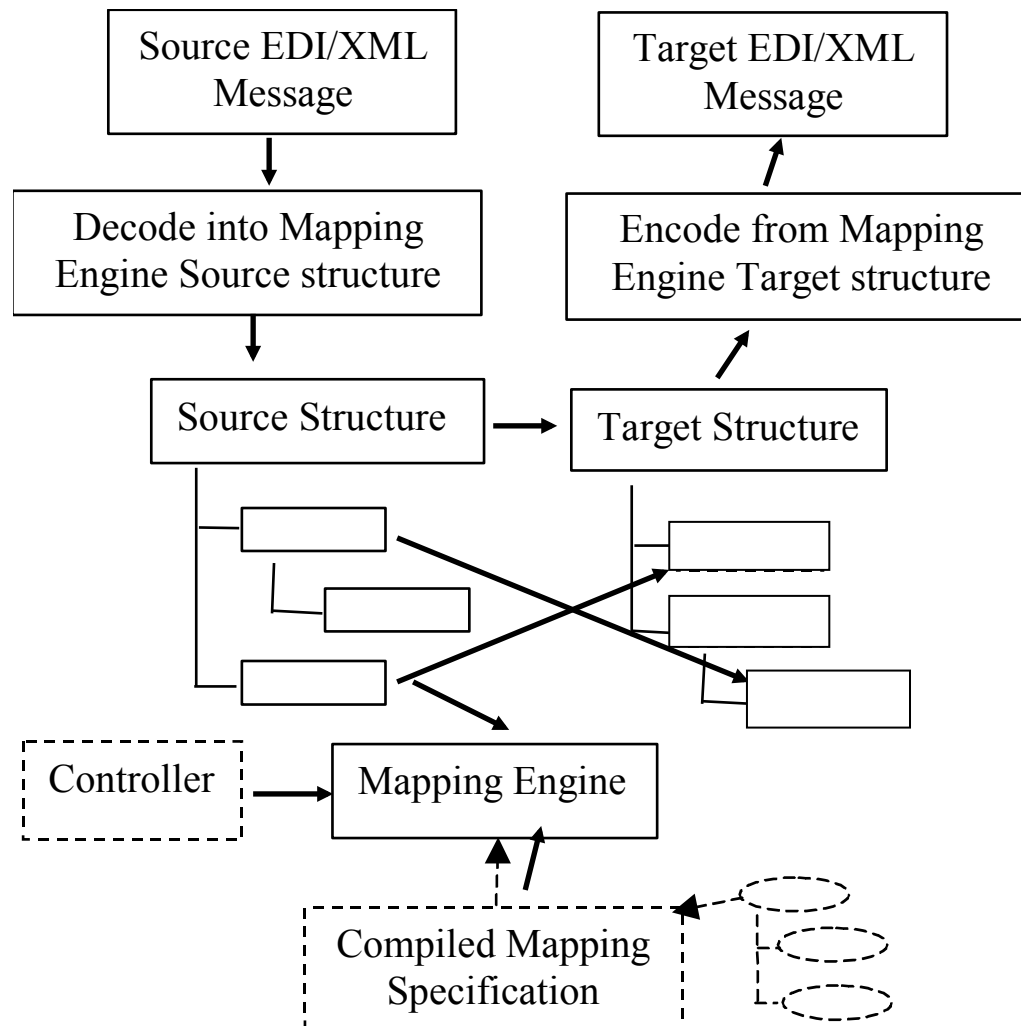 Source EDI/XML
Message
Target EDI/XML
Message
Decode into Mapping
Engine Source structure
Encode from Mapping
Engine Target structure
Source Structure
Target Structure
Controller
Mapping Engine
Compiled Mapping
Specification